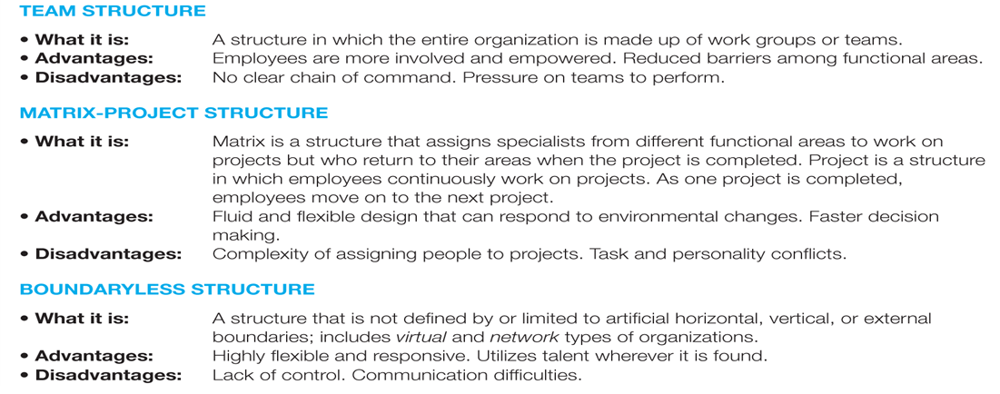 TEAM STRUCTURE
• What it is: A structure in which the entire organization is made up of work groups or teams.
• Advantages: Employees are more involved and empowered. Reduced barriers among functional areas.
• Disadvantages: No clear chain of command. Pressure on teams to perform.
MATRIX-PROJECT STRUCTURE
• What it is: Matrix is a structure that assigns specialists from different functional areas to work on
projects but who return to their areas when the project is completed. Project is a structure
in which employees continuously work on projects. As one project is completed,
employees move on to the next project.
• Advantages: Fluid and flexible design that can respond to environmental changes. Faster decision
making.
• Disadvantages: Complexity of assigning people to projects. Task and personality conflicts.
BOUNDARYLESS STRUCTURE
• What it is: A structure that is not defined by or limited to artificial horizontal, vertical, or external
boundaries; includes virtual and network types of organizations.
• Advantages: Highly flexible and responsive. Utilizes talent wherever it is found.
• Disadvantages: Lack of control. Communication difficulties.